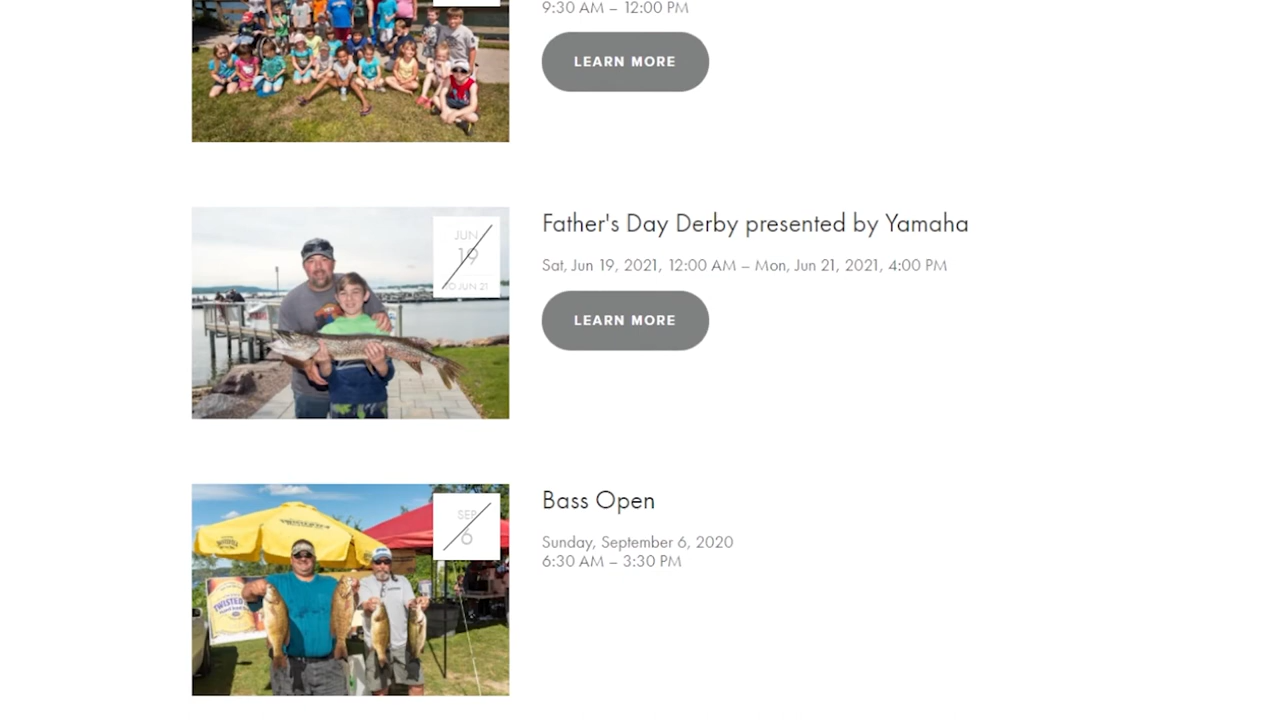 9:30 AM – 12:00 PM
LEARN MORE
JUN
19
TO JUN 21
Father's Day Derby presented by Yamaha
Sat, Jun 19, 2021, 12:00 AM – Mon, Jun 21, 2021, 4:00 PM
LEARN MORE
SEP
6
TWISTED
Bass Open
Sunday, September 6, 2020
6:30 AM – 3:30 PM